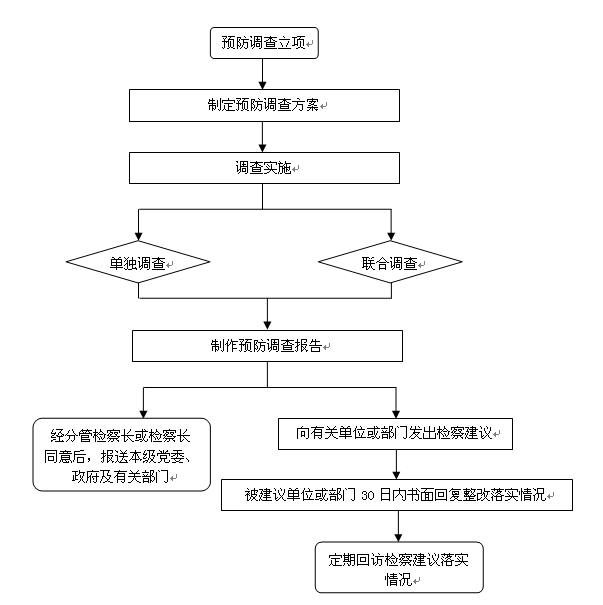 预防调查立项
制定预防调查方案
调查实施
单独调查
联合调查
制作预防调查报告
经分管检察长或检察长
同意后，报送本级党委、
政府及有关部门
向有关单位或部门发出检察建议
被建议单位或部门 30 日内书面回复整改落实情况
定期回访检察建议落实
情况